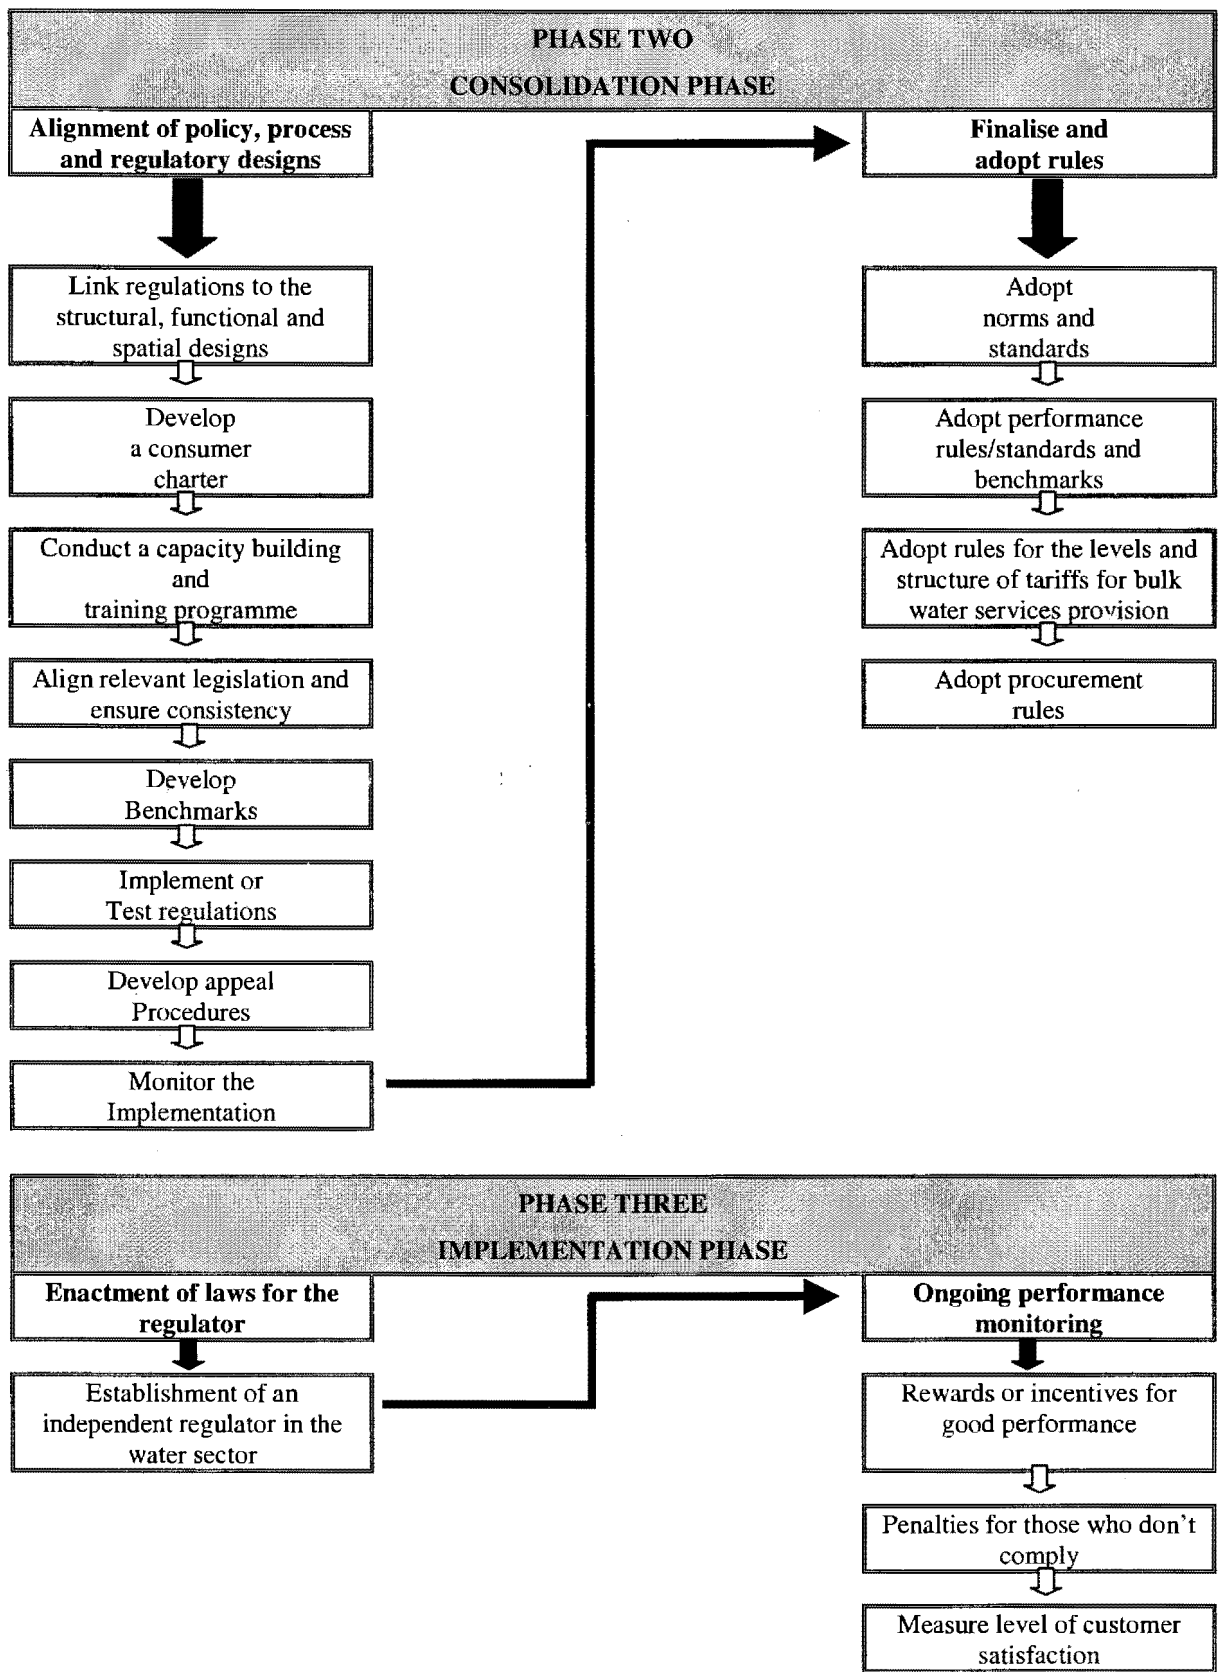 PHASE TWO
CONSOLIDATION PHASE
Alignment of policy, process
and regulatory designs
Link regulations to the
structural, functional and
spatial designs
Develop
a consumer
charter
Conduct a capacity building
and
training programme
Align relevant legislation and
ensure consistency
Develop
Benchmarks
Implement or
Test regulations
Develop appeal
Procedures
Monitor the
Implementation
Finalise and
adopt rules
Adopt
norms and
standards
Adopt performance
rules/standards and
benchmarks
Adopt rules for the levels and
structure of tariffs for bulk
water services provision
Adopt procurement
rules
PHASE THREE
IMPLEMENTATION PHASE
Enactment of laws for the
regulator
Establishment of an
independent regulator in the
water sector
Ongoing performance
monitoring
Rewards or incentives for
good performance
Penalties for those who don't
comply
Measure level of customer
satisfaction